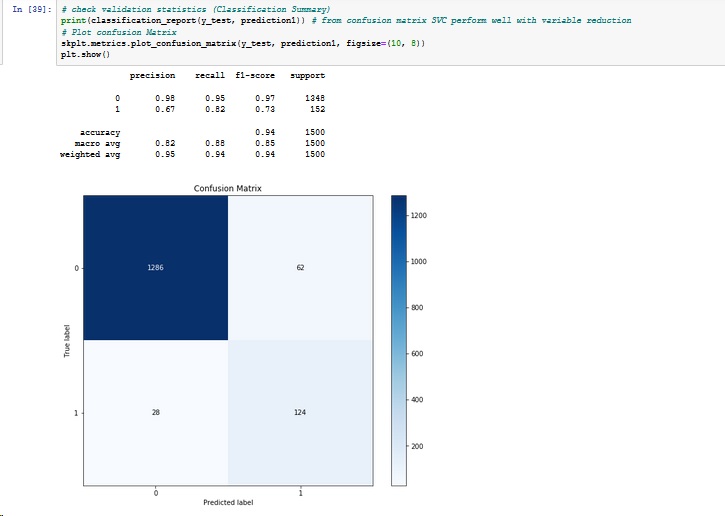 In [39]: # check validation statistics (Classification Summary)
print(classification_report(y_test, prediction1)) # from confusion matrix SVC perform well with variable reduction
# Plot confusion Matrix
skplt.metrics.plot_confusion_matrix(y_test, prediction1, figsize=(10, 8))
plt.show()
precision recall f1-score support
0 0.98 0.95 0.97 1348
1 0.67 0.82 0.73 152
accuracy 0.94 1500
macro avg 0.82 0.88 0.85 1500
weighted avg 0.95 0.94 0.94 1500
Confusion Matrix
1200
1000
0 1286 62
800
True label
600
400
1 28 124
200
0 1
Predicted label